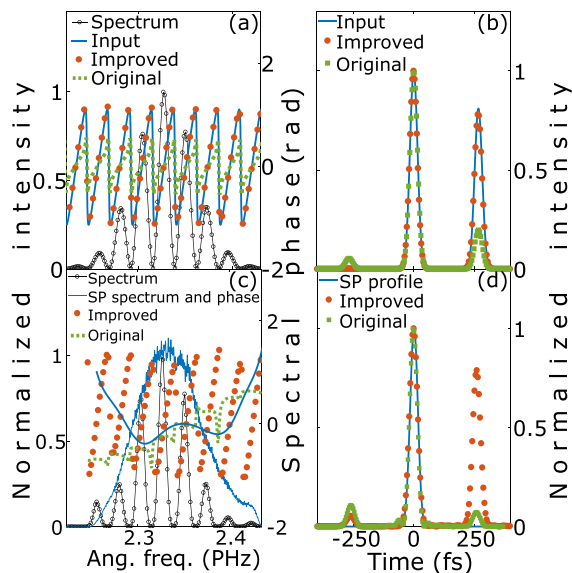 (a)
Spectrum
Input
Improved
Original
1
0.5
0
2
0
-2
intensity
phase(rad)
(b)
Input
Improved
Original
1
0.5
0
intensity
(c)
Spectrum
SP spectrum and phase
Improved
Original
1
0.5
0
1
0
-2
2.3
2.4
Normalized
Spectral
Ang. freq. (PHz)
(d)
SP profile
Improved
Original
1
0.5
0
-250
0
250
500
Normalized
Time (fs)